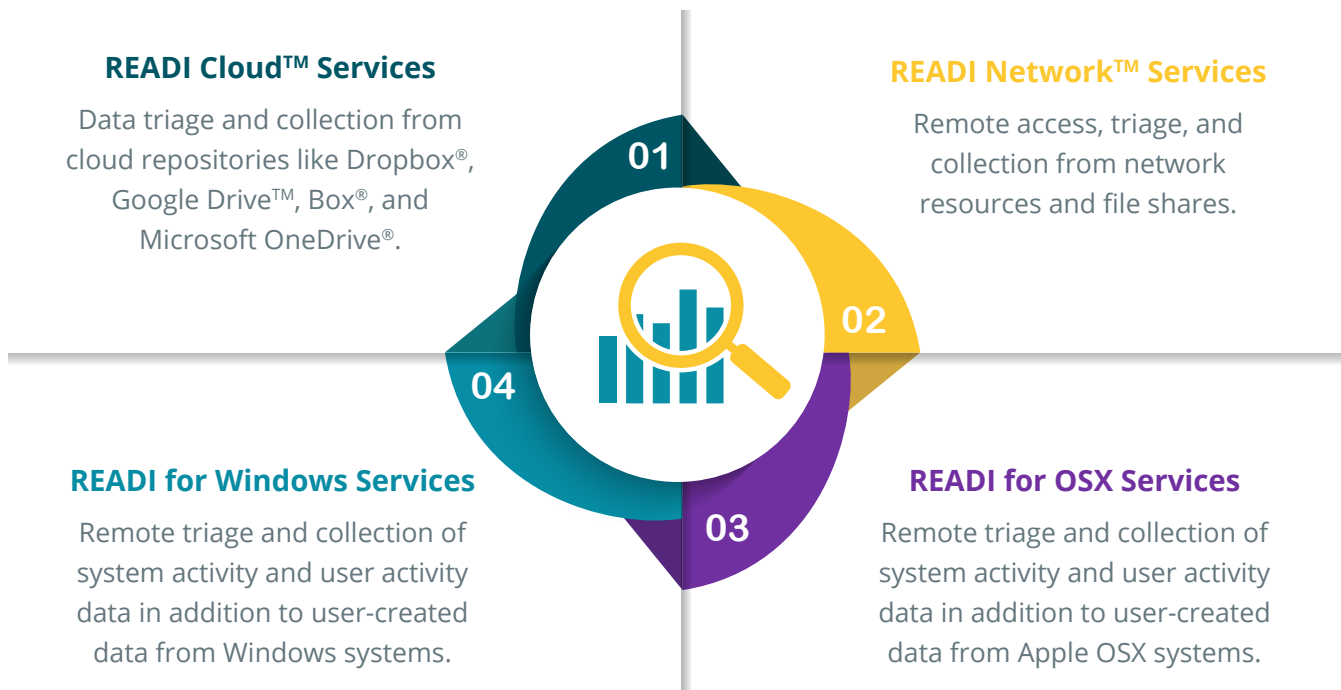 READI Cloud™ Services
Data triage and collection from
cloud repositories like Dropbox®,
Google Drive™, Box®, and
Microsoft OneDrive®.
01
READI Network™ Services
Remote access, triage, and
collection from network
resources and file shares.
02
READI for OSX Services
Remote triage and collection of
system activity and user activity
data in addition to user-created
data from Apple OSX systems.
03
READI for Windows Services
Remote triage and collection of
system activity and user activity
data in addition to user-created
data from Windows systems.
04